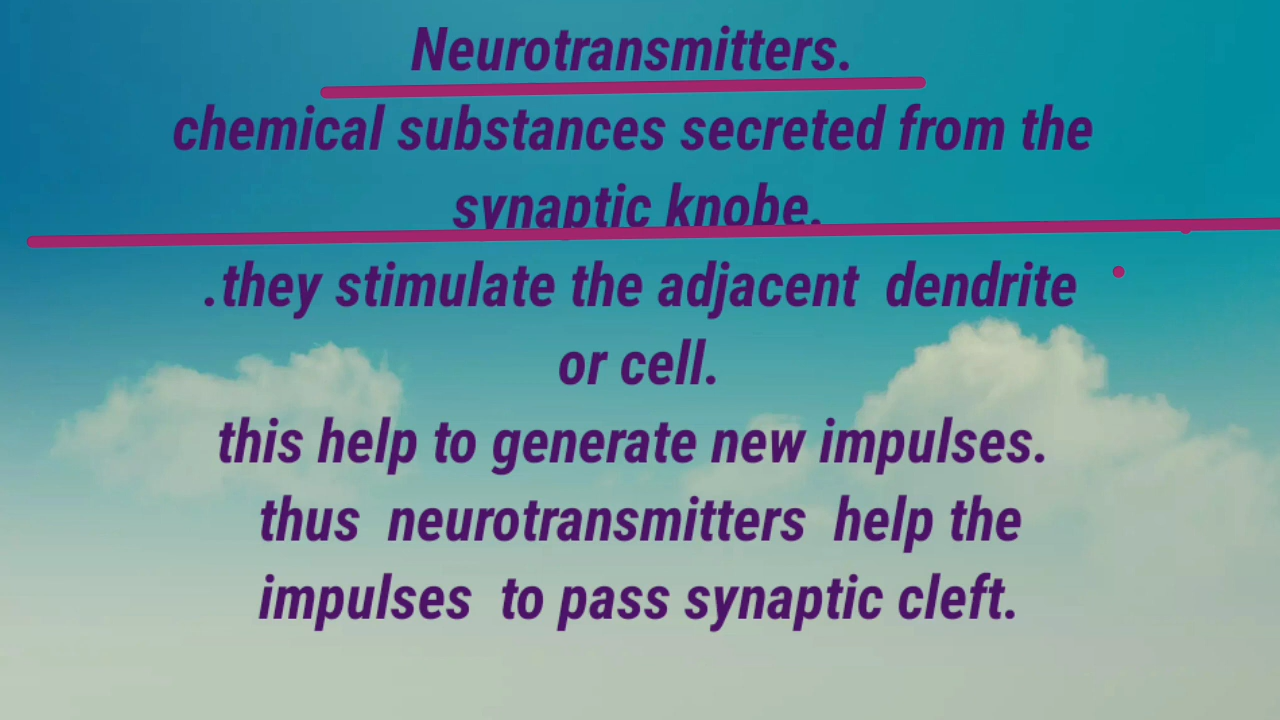 Neurotransmitters.
chemical substances secreted from the
synaptic knobe.
.they stimulate the adjacent dendrite
or cell.
this help to generate new impulses.
thus neurotransmitters help the
impulses to pass synaptic cleft.